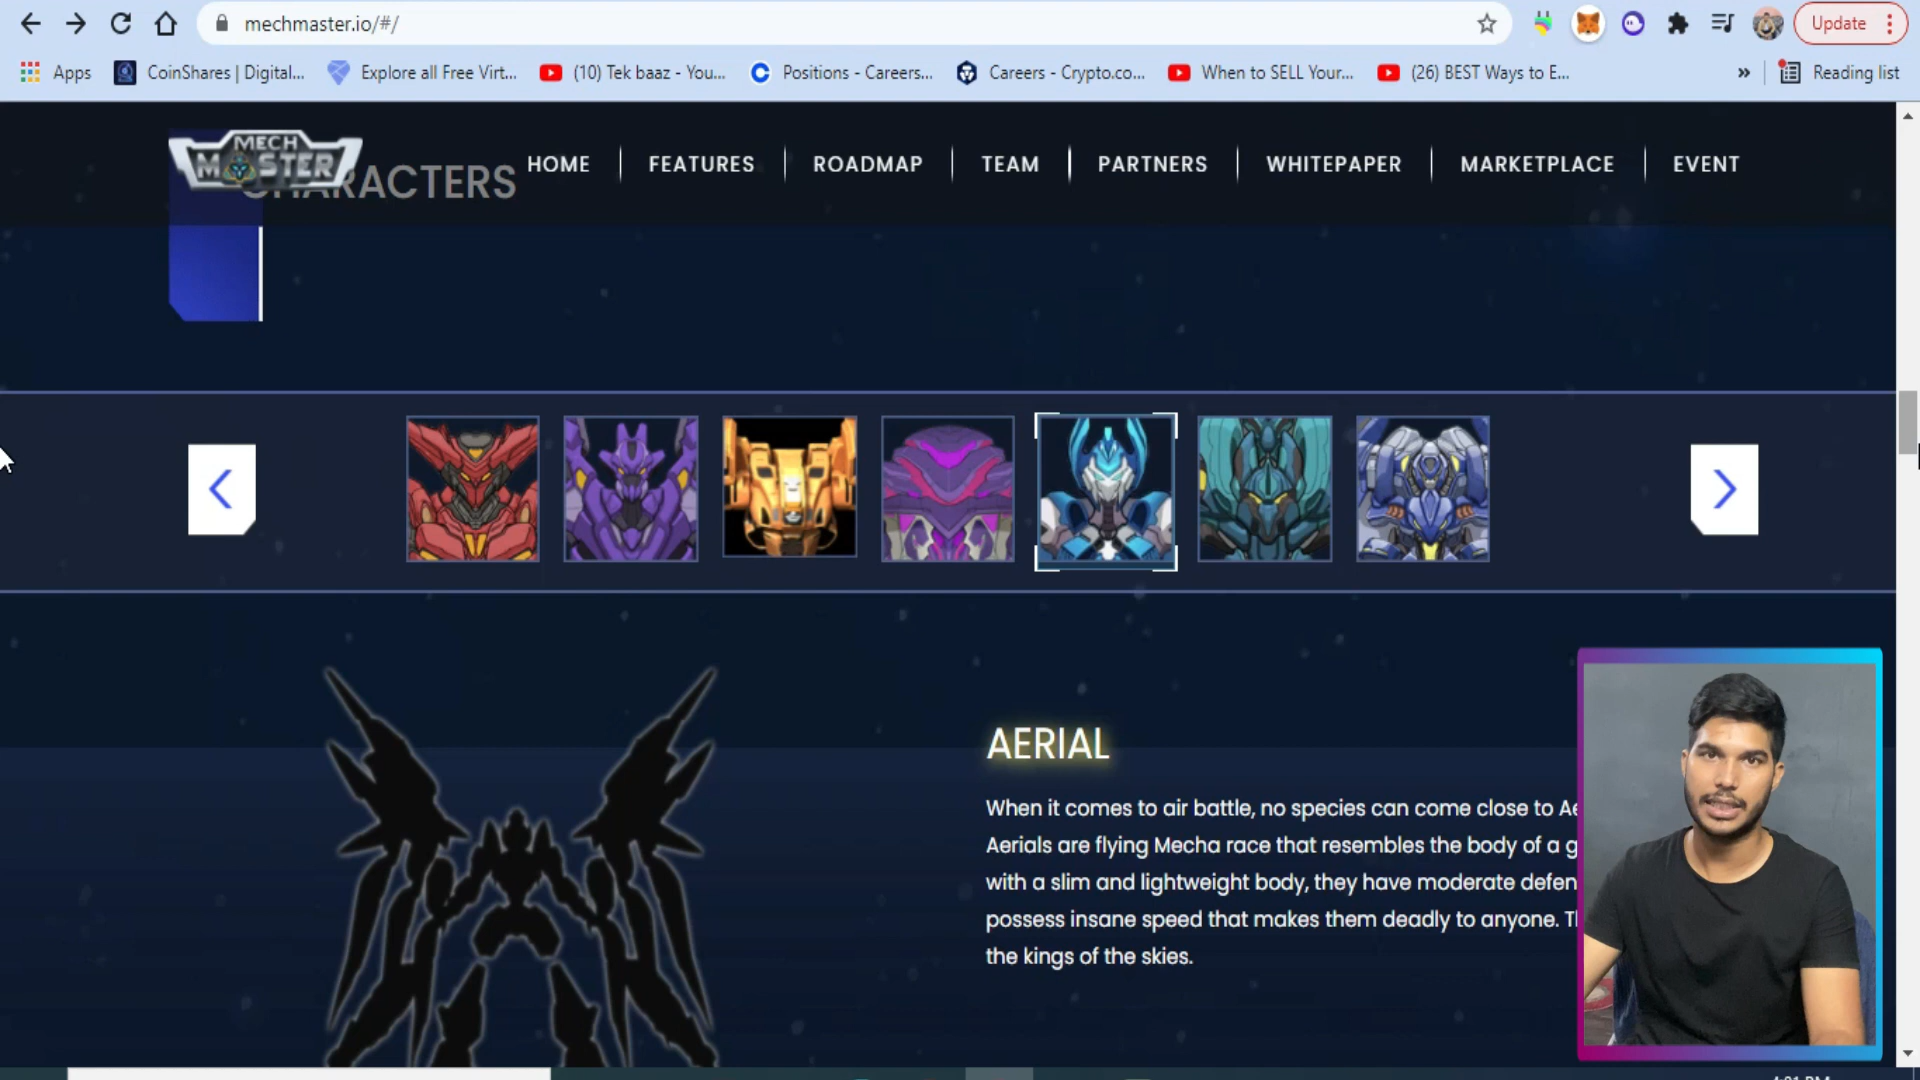 mechmaster.io/#/
Update
Apps
CoinShares | Digital...
Explore all Free Virt...
(10) Tek baaz - You...
Positions - Careers...
Careers - Crypto.co...
When to SELL Your...
(26) BEST Ways to E...
»
Reading list
MECH
MASTER
CHARACTERS
HOME
FEATURES
ROADMAP
TEAM
PARTNERS
WHITEPAPER
MARKETPLACE
EVENT
AERIAL
When it comes to air battle, no species can come close to Ae
Aerials are flying Mecha race that resembles the body of a g
with a slim and lightweight body, they have moderate defen
possess insane speed that makes them deadly to anyone. Th
the kings of the skies.